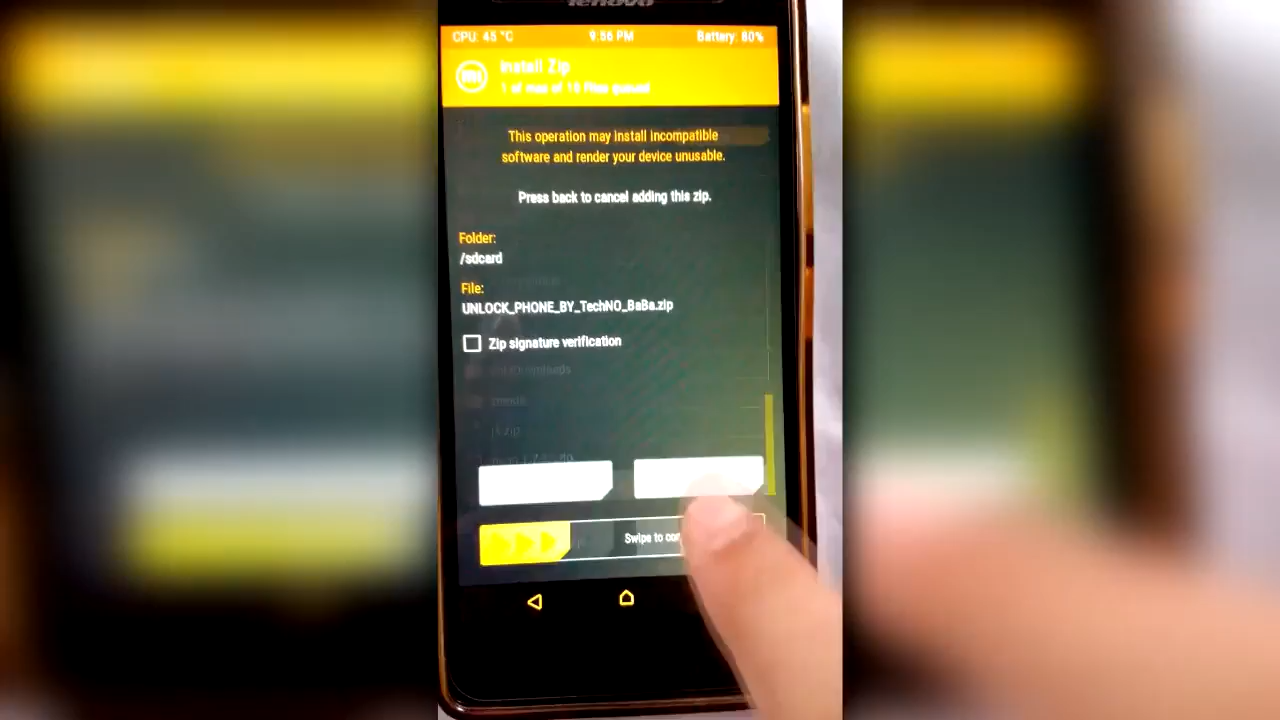 lenovo
CPU: 45 °C
9:56 PM
Battery: 80%
Install Zip
1 of max of 10 Files queued
This operation may install incompatible
software and render your device unusable.
Press back to cancel adding this zip.
Folder:
/sdcard
File:
UNLOCK_PHONE_BY_TechNO_BaBa.zip
Zip signature verification
Swipe to